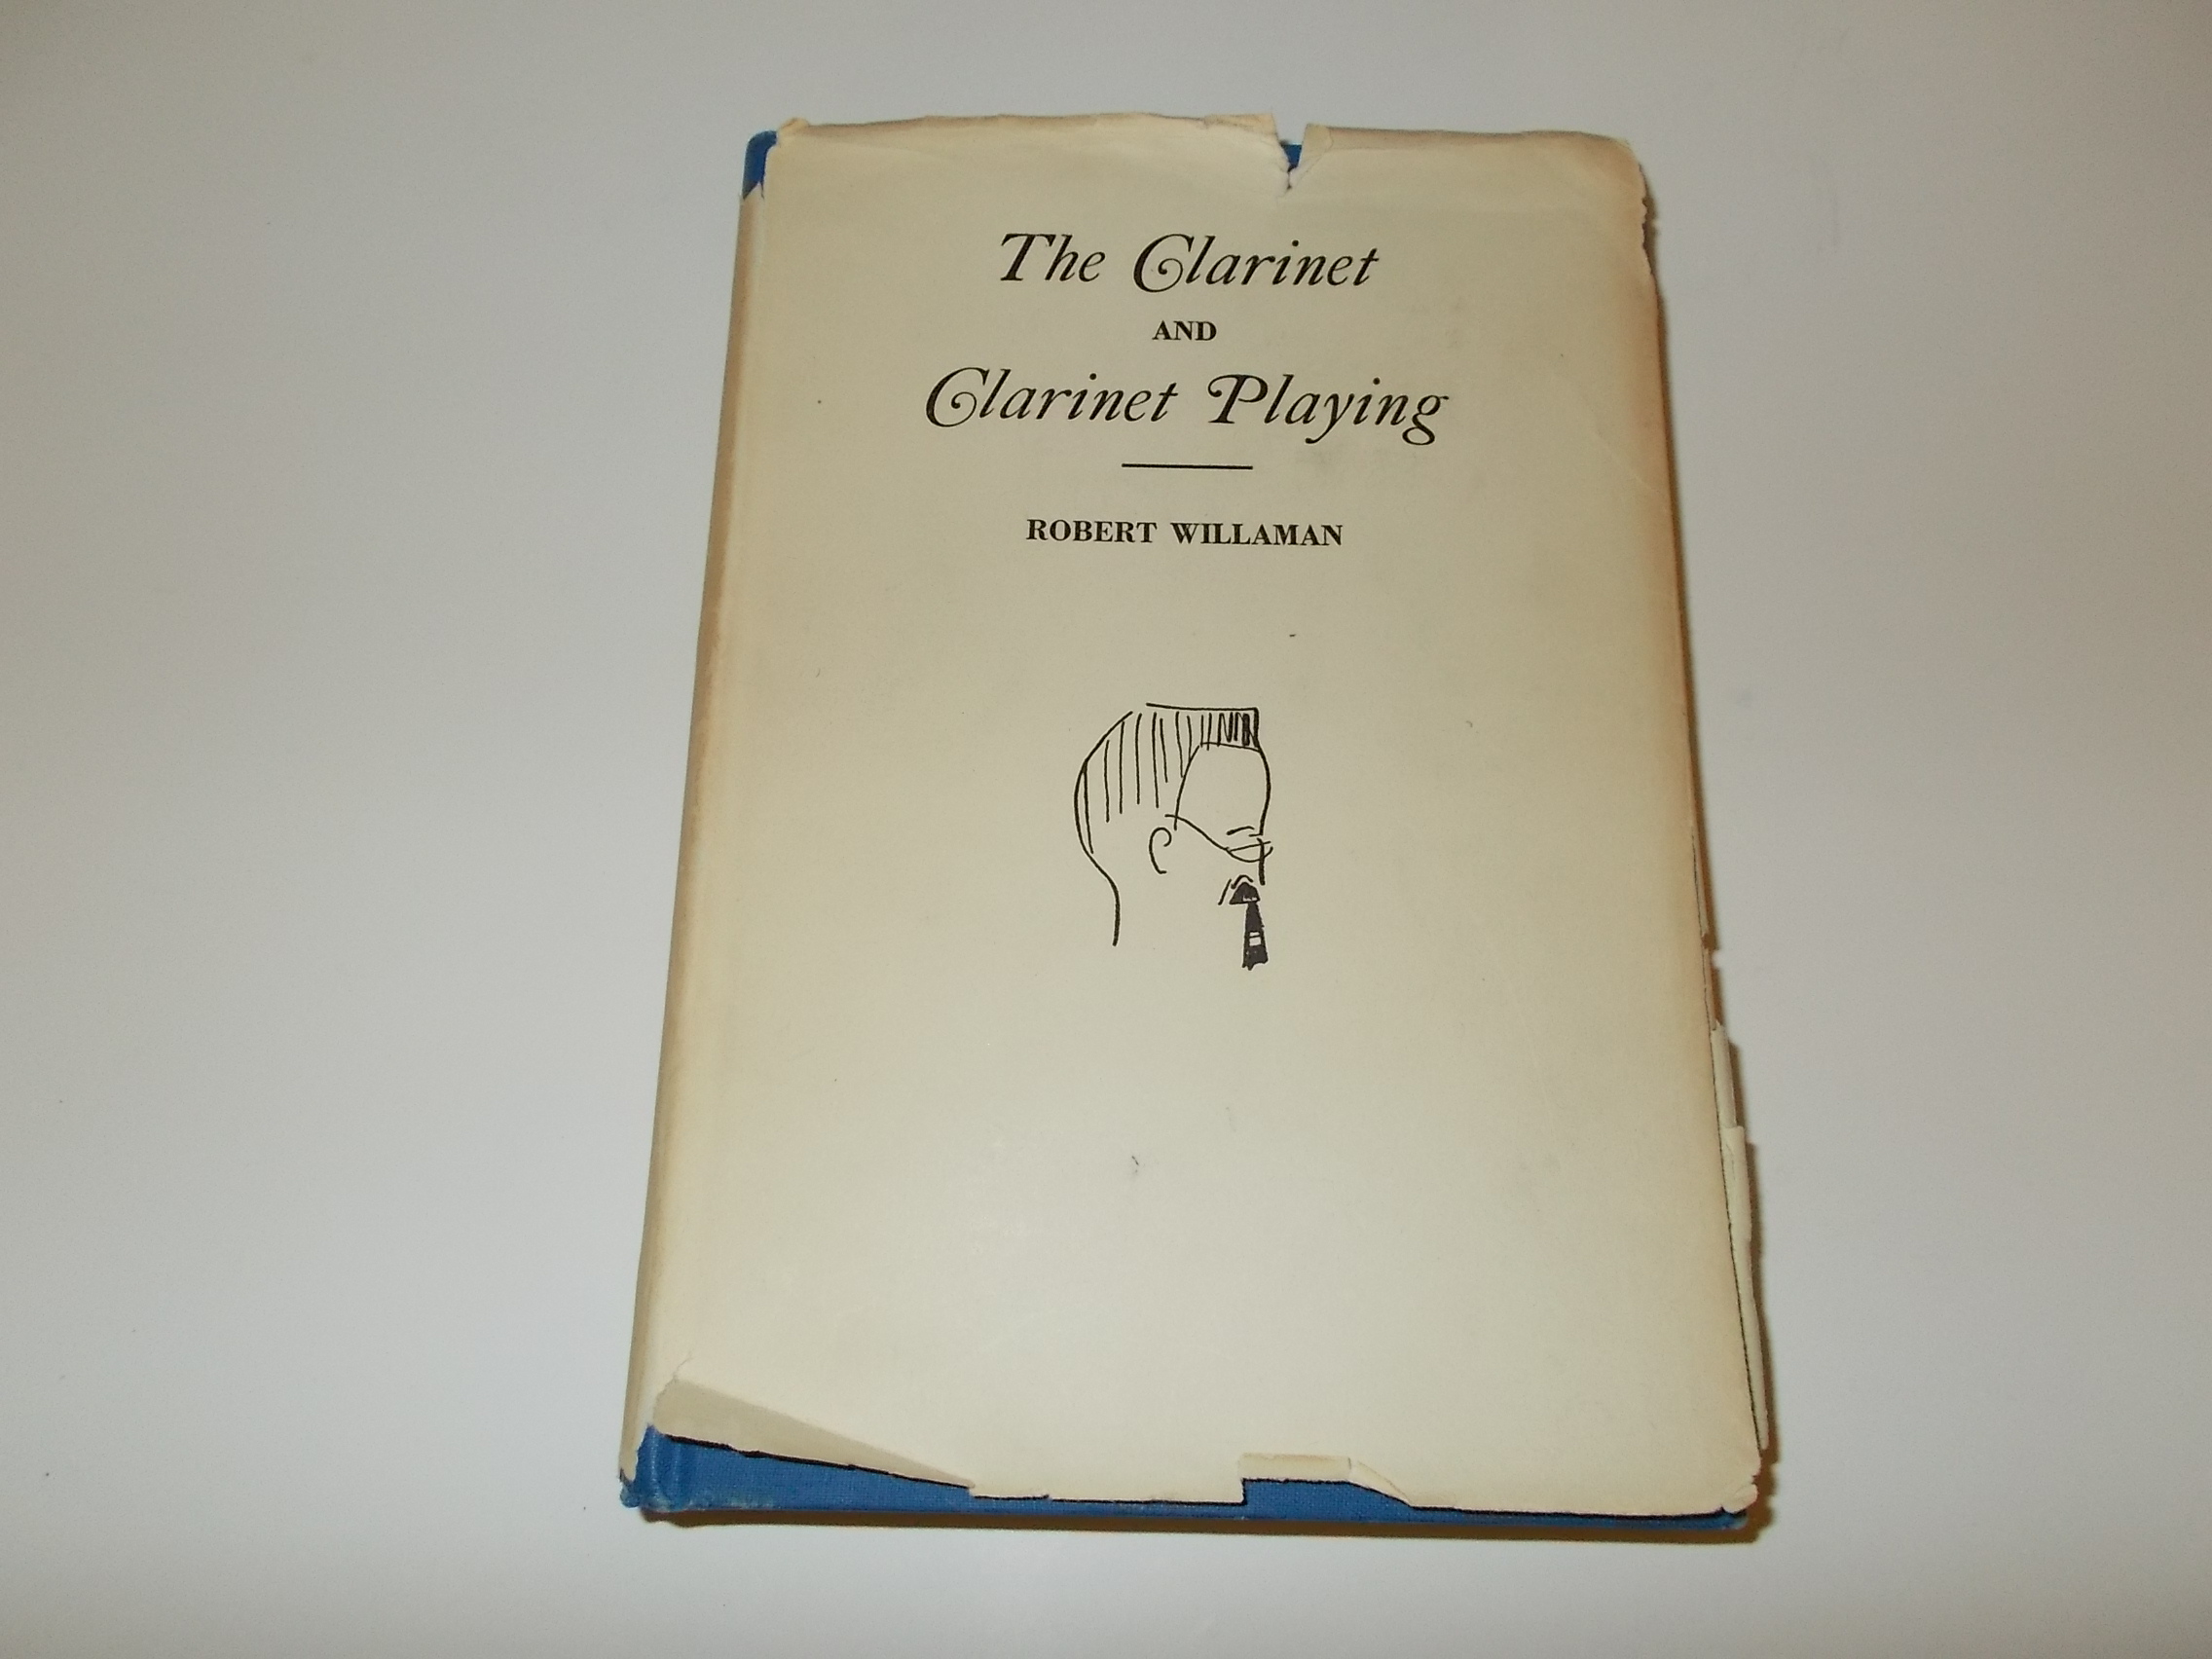 The Clarinet
AND
Clarinet Playing
ROBERT WILLAMAN